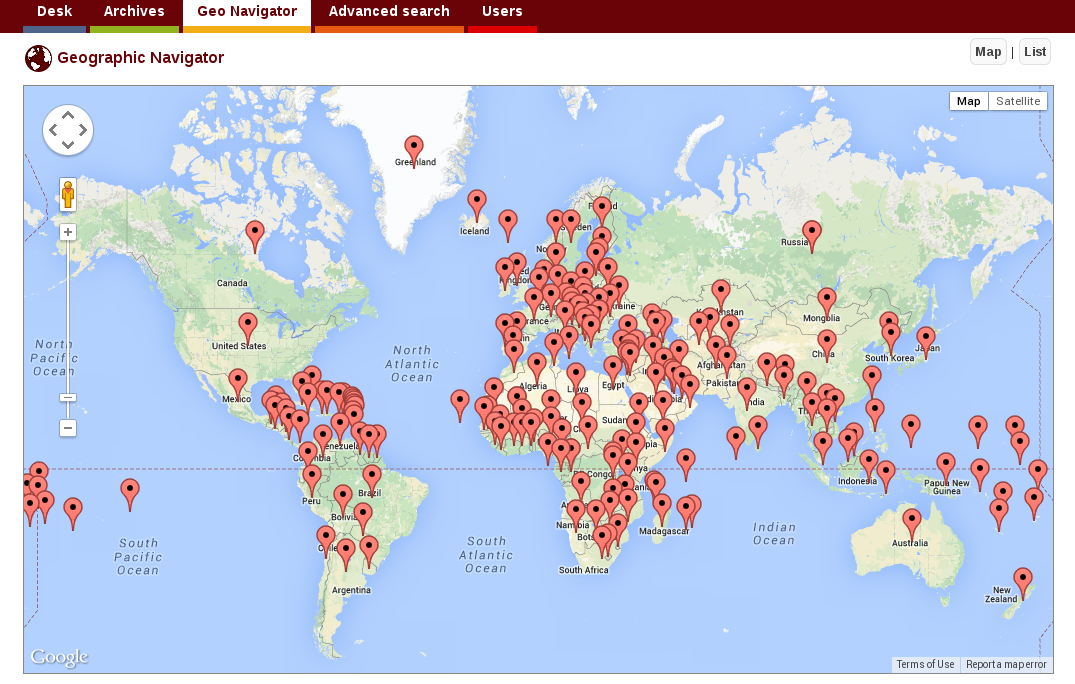 Desk
Archives
Geo Navigator
Advanced search
Users
Geographic Navigator
Map | List
Map Satellite
Greenland
Iceland
Russia
Canada
United States
Mexico
North
Pacific
Ocean
North
Atlantic
Ocean
Algeria
Libya
Egypt
Sudan
Mongolia
China
South Korea
Japan
Afghanistan
Pakistan
India
Venezuela
Colombia
Peru
Brazil
Bolivia
Chile
Argentina
South
Pacific
Ocean
South
Atlantic
Ocean
Namibia
South Africa
Madagascar
Indian
Ocean
Indonesia
Papua New
Guinea
Australia
New
Zealand
Google
Terms of Use
Report a map error